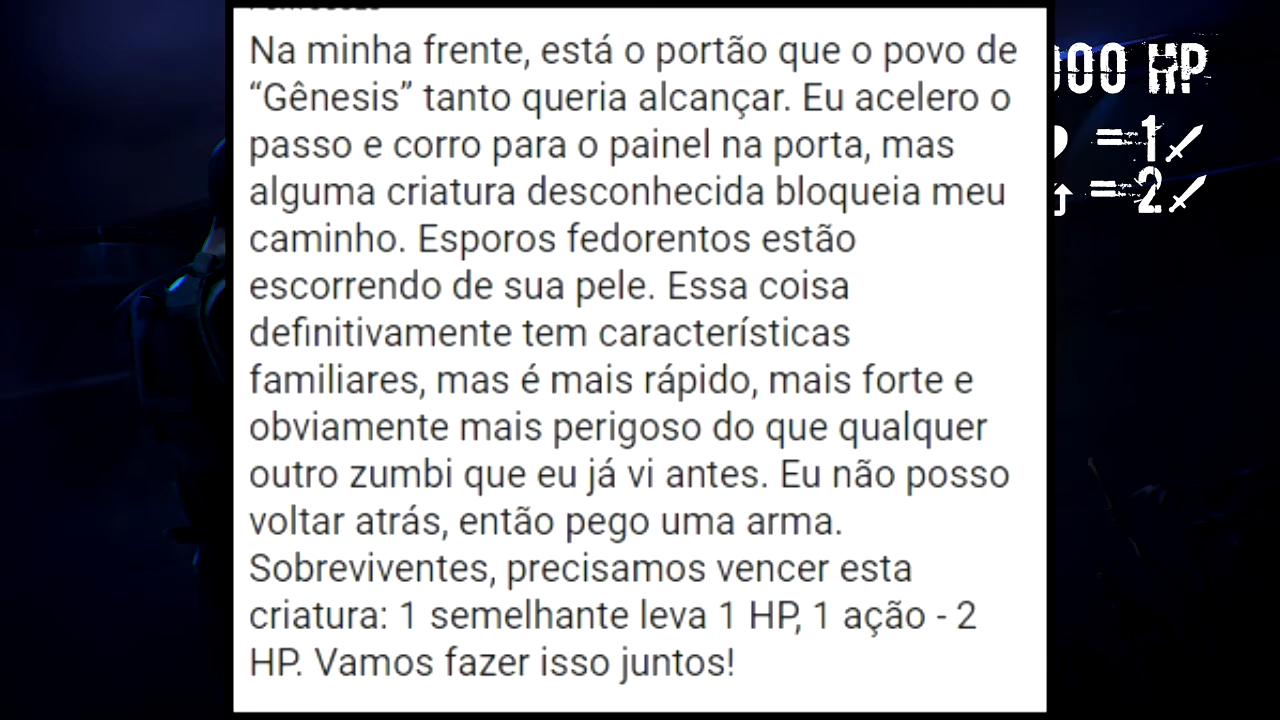 Na minha frente, está o portão que o povo de
“Gênesis” tanto queria alcançar. Eu acelero o
passo e corro para o painel na porta, mas
alguma criatura desconhecida bloqueia meu
caminho. Esporos fedorentos estão
escorrendo de sua pele. Essa coisa
definitivamente tem características
familiares, mas é mais rápido, mais forte e
obviamente mais perigoso do que qualquer
outro zumbi que eu já vi antes. Eu não posso
voltar atrás, então pego uma arma.
Sobreviventes, precisamos vencer esta
criatura: 1 semelhante leva 1 HP, 1 ação - 2
HP. Vamos fazer isso juntos!
000 HP
=1
=2